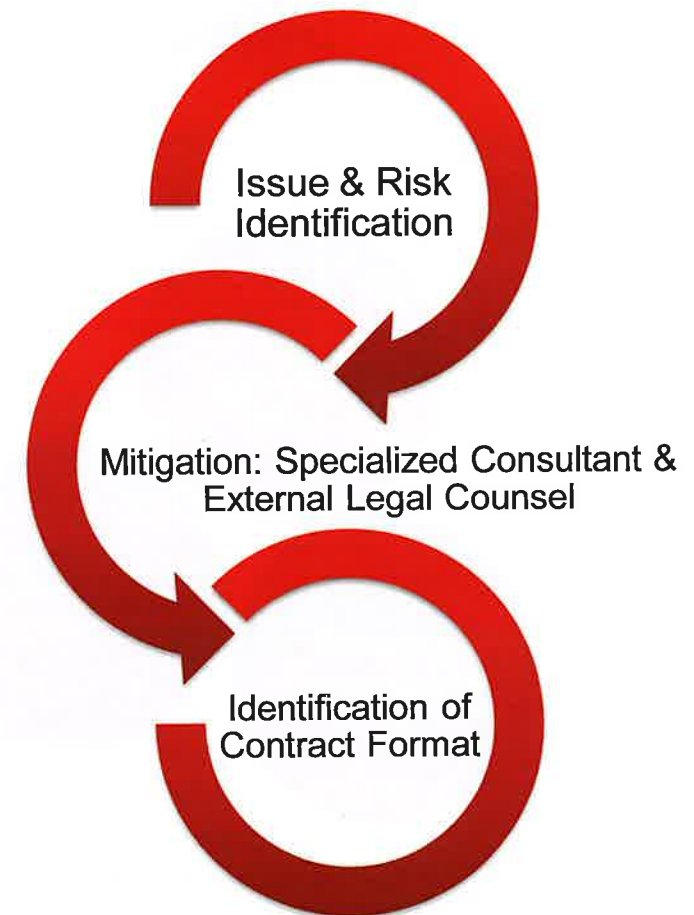 Issue & Risk
Identification
Mitigation: Specialized Consultant &
External Legal Counsel
Identification of
Contract Format